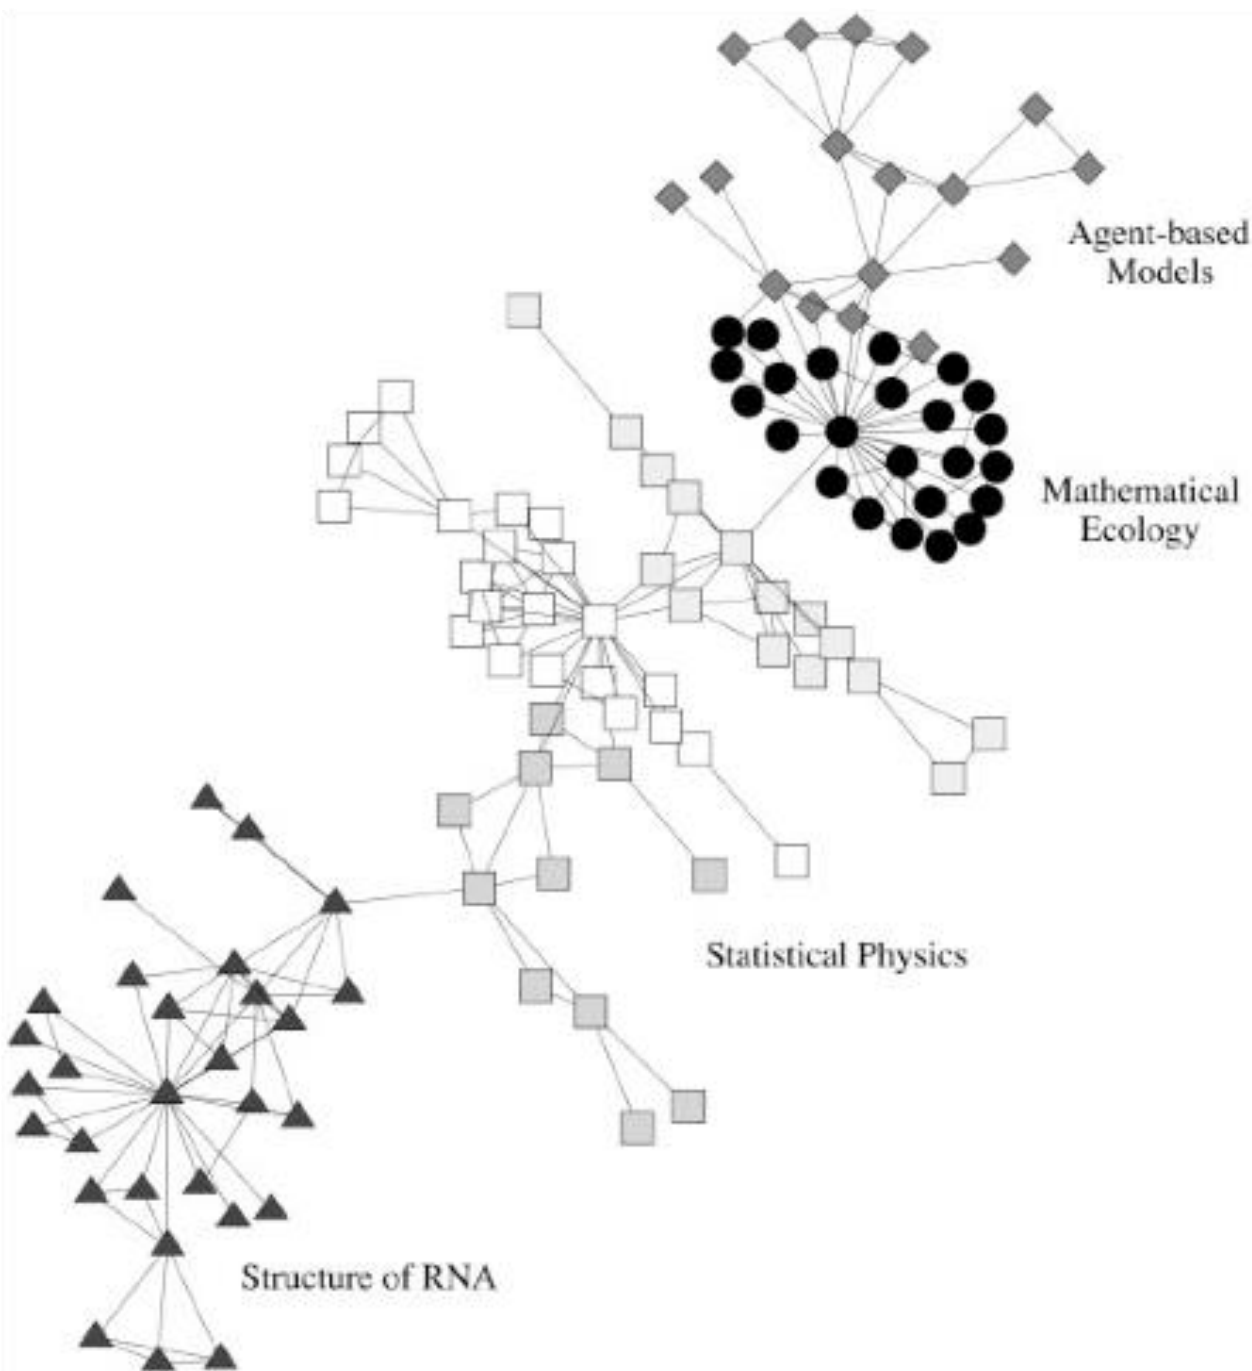 Agent-based
Models
Mathematical
Ecology
Statistical Physics
Structure of RNA